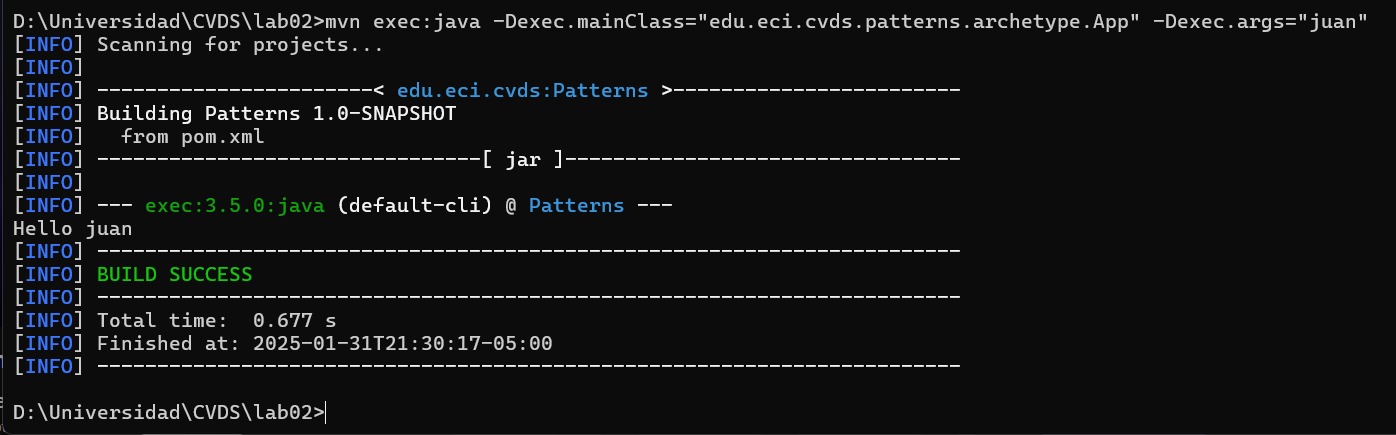 D:\Universidad\CVDS\lab02>mvn exec:java -Dexec.mainClass="edu.eci.cvds.patterns.archetype.App" -Dexec.args="juan"
[INFO] Scanning for projects...
[INFO]
[INFO] -----------------------< edu.eci.cvds:Patterns >------------------------
[INFO] Building Patterns 1.0-SNAPSHOT
[INFO]   from pom.xml
[INFO] --------------------------------[ jar ]---------------------------------
[INFO]
[INFO] --- exec:3.5.0:java (default-cli) @ Patterns ---
Hello juan
[INFO] ------------------------------------------------------------------------
[INFO] BUILD SUCCESS
[INFO] ------------------------------------------------------------------------
[INFO] Total time:  0.677 s
[INFO] Finished at: 2025-01-31T21:30:17-05:00
[INFO] ------------------------------------------------------------------------
D:\Universidad\CVDS\lab02>